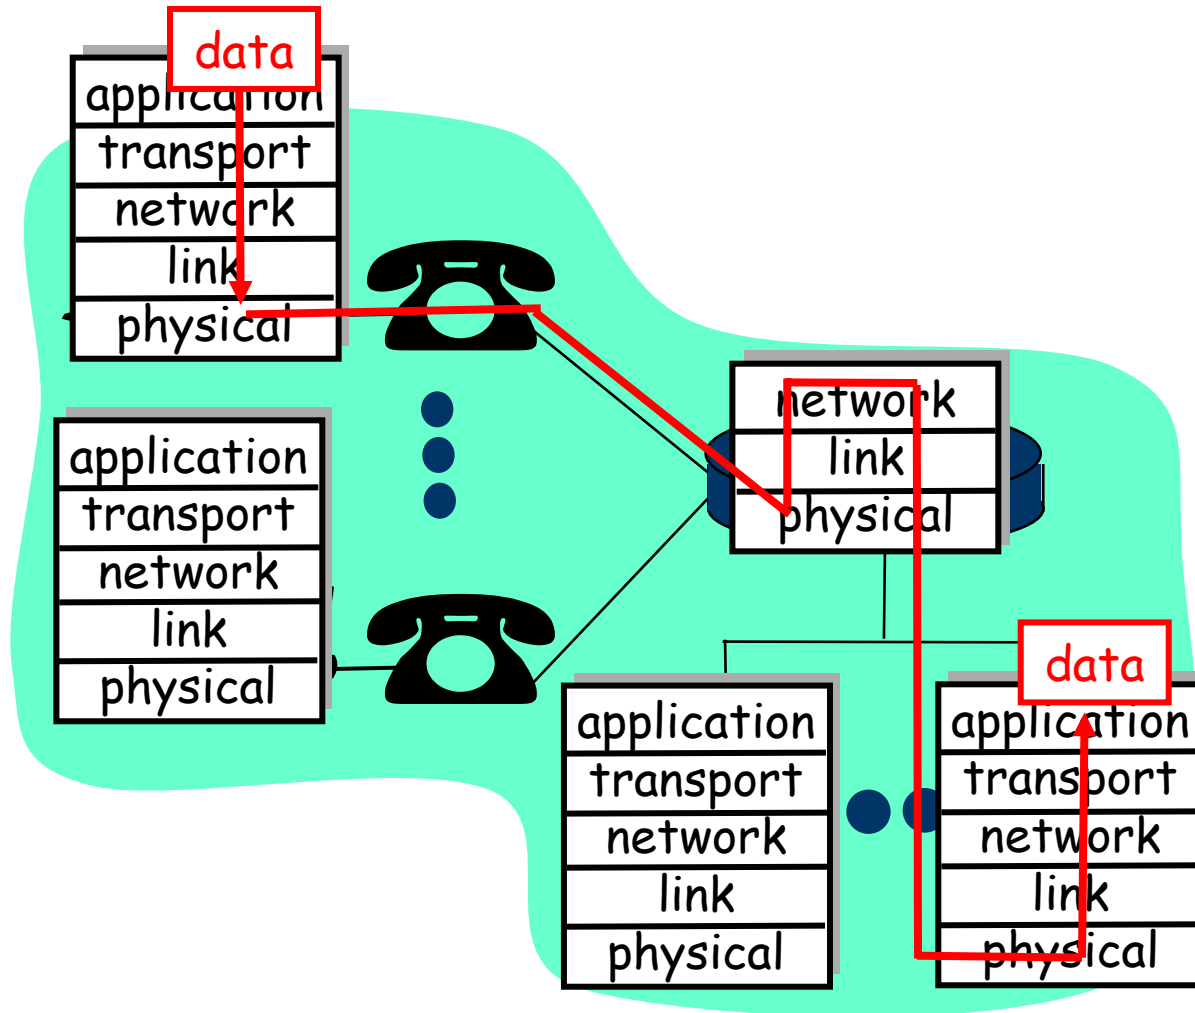 data
application
transport
network
link
physical
application
transport
network
link
physical
network
link
physical
application
transport
network
link
physical
data
application
transport
network
link
physical